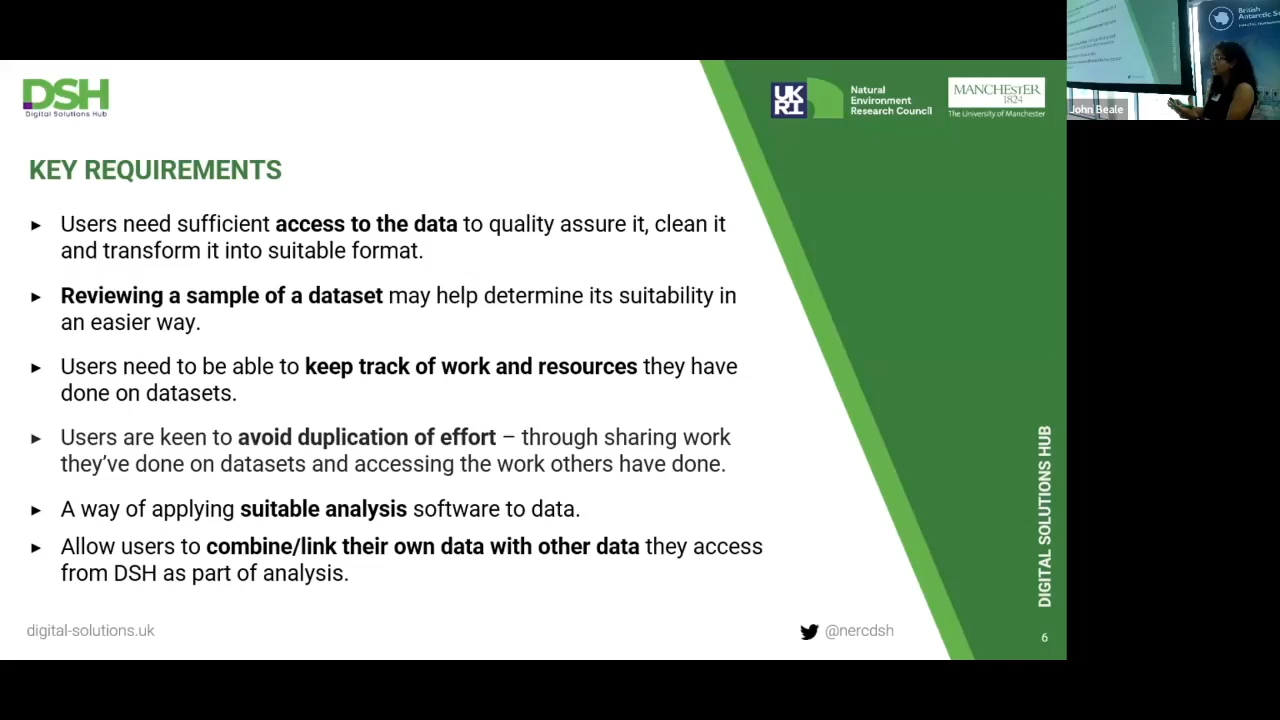 DSH
Digital Solutions Hub
UK
RI
Natural
Environment
Research Council
MANCHESTER
1824
The University of Manchester
British
Antarctic S
John Beale
KEY REQUIREMENTS
► Users need sufficient access to the data to quality assure it, clean it
and transform it into suitable format.
► Reviewing a sample of a dataset may help determine its suitability in
an easier way.
► Users need to be able to keep track of work and resources they have
done on datasets.
► Users are keen to avoid duplication of effort – through sharing work
they've done on datasets and accessing the work others have done.
► A way of applying suitable analysis software to data.
► Allow users to combine/link their own data with other data they access
from DSH as part of analysis.
DIGITAL SOLUTIONS HUB
digital-solutions.uk
@nercdsh
6